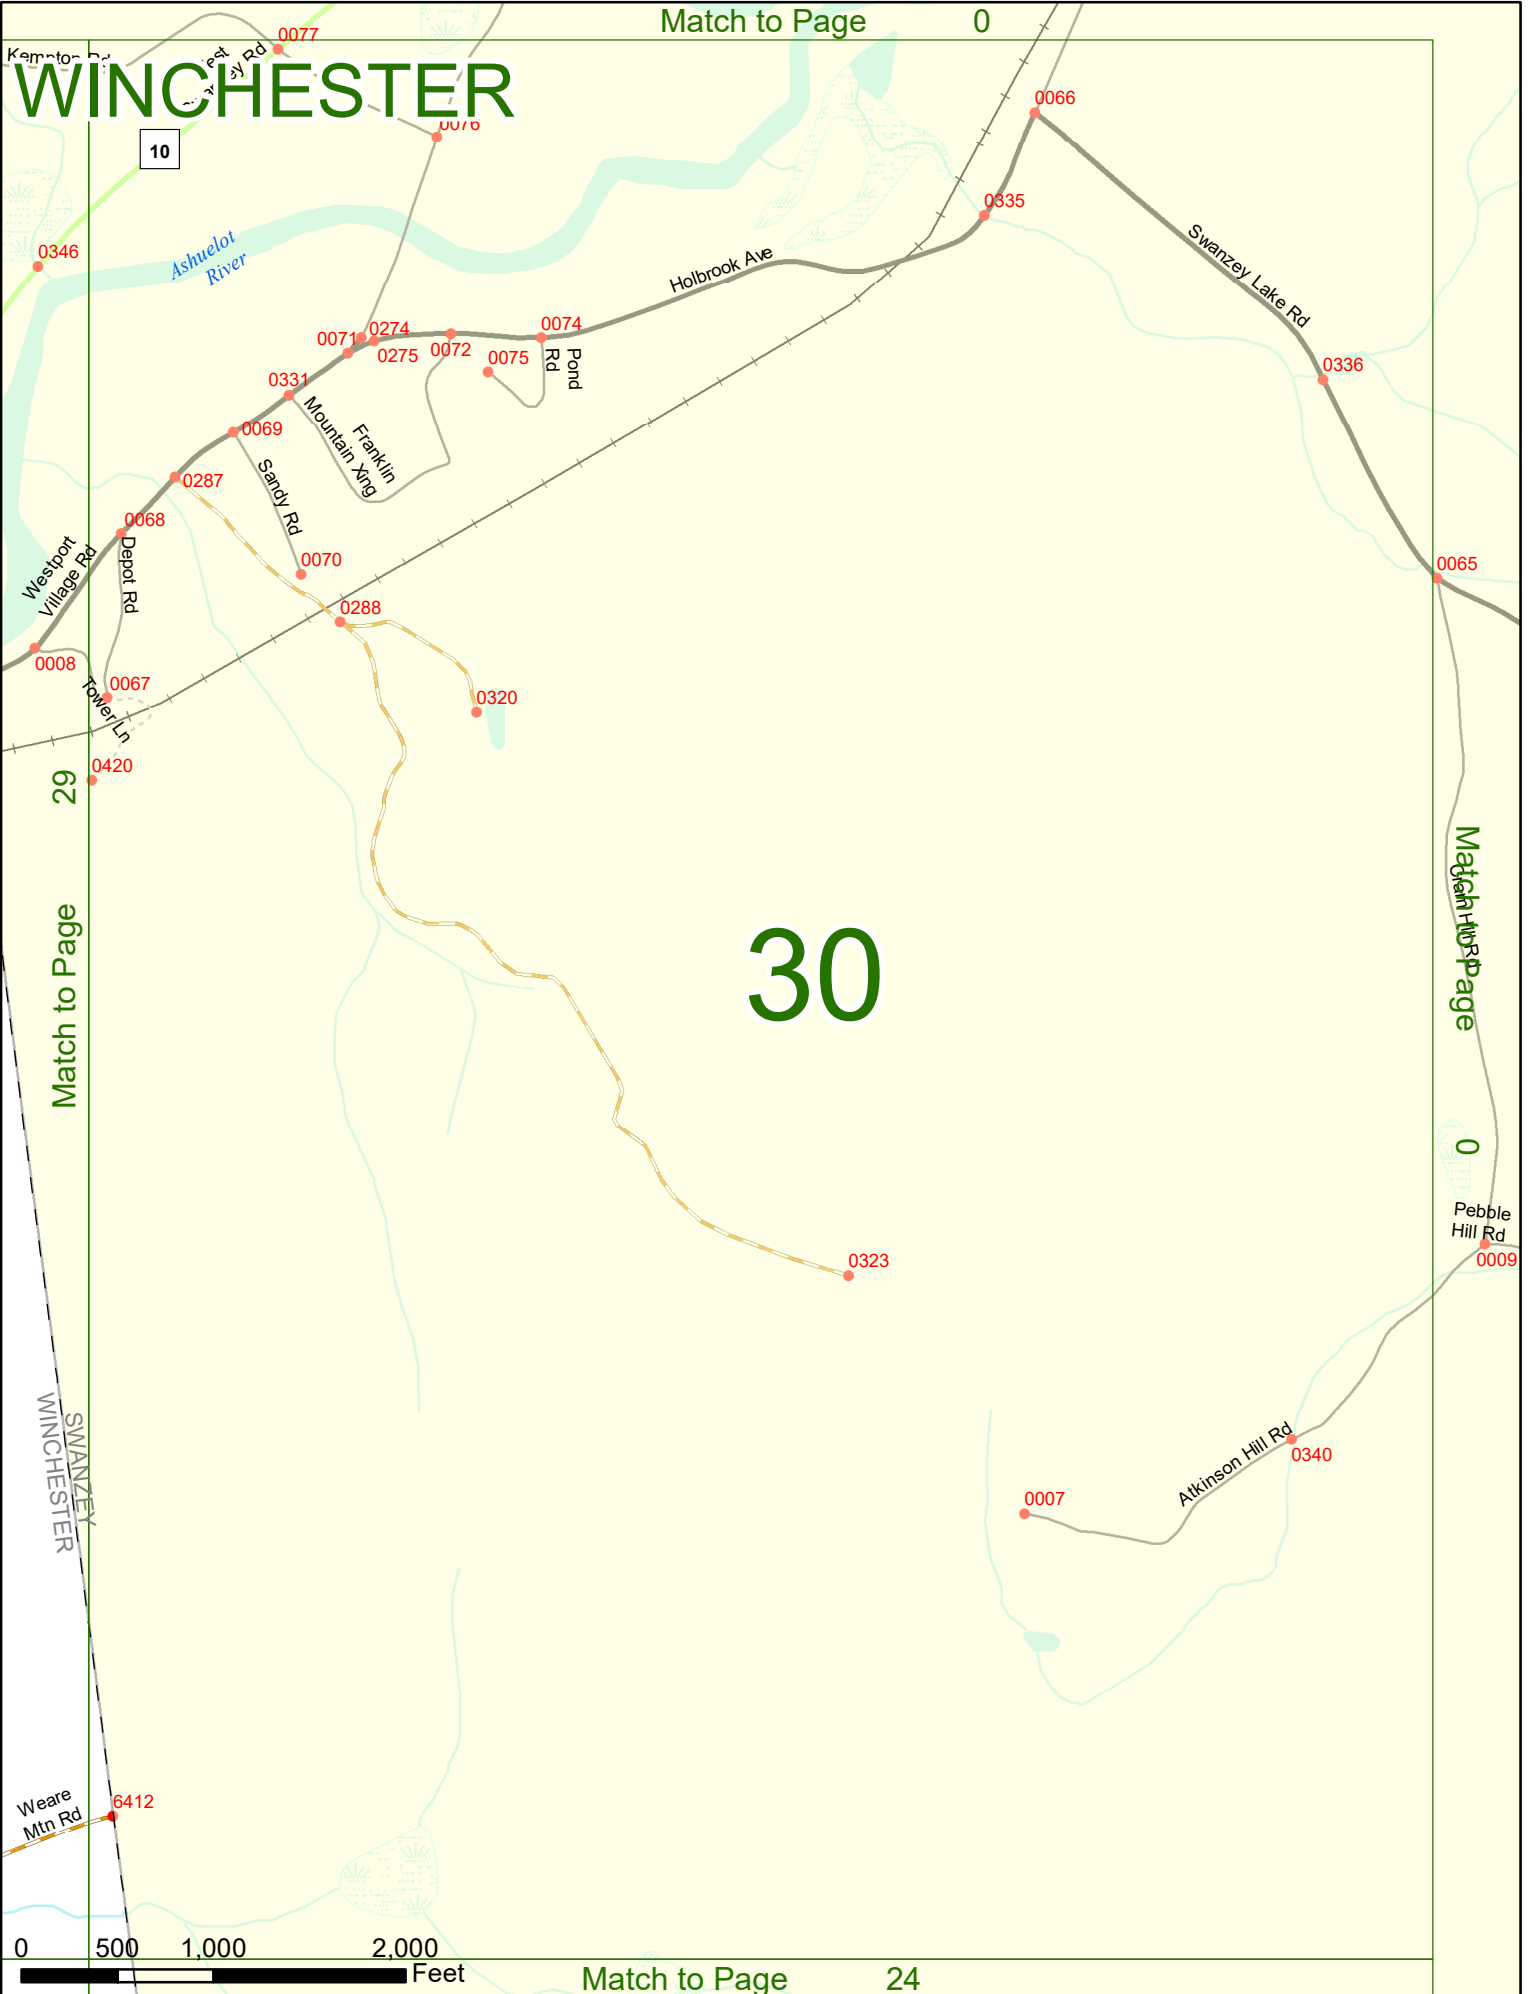 Match to Page 0
WINCHESTER
Kempton Rd
0077
10
0076
0066
0346
Ashuelot
River
0335
Holbrook Ave
Swanzey Lake Rd
0071
0274
0275
0072
0074
0075
Pond
Rd
0336
0331
Franklin
Mountain Xing
0069
Sandy Rd
0287
0068
Westport
Village Rd
Depot Rd
0070
0065
0288
0008
0067
Tower Ln
0320
0420
Match to Page 29
30
Match to Page 0
Pebble
Hill Rd
0009
0323
SWANZEY
WINCHESTER
Atkinson Hill Rd
0340
0007
6412
Weare
Mtn Rd
0 500 1,000 2,000
Feet
Match to Page 24